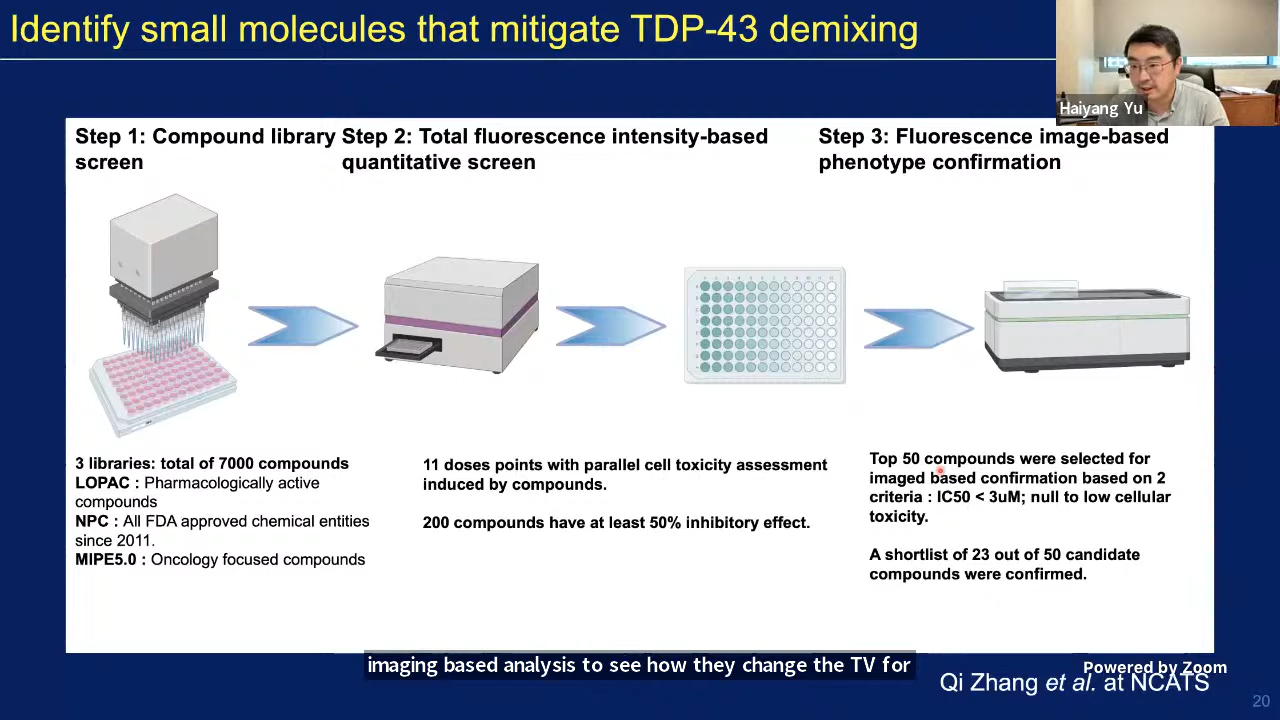 Identify small molecules that mitigate TDP-43 demixing
Haiyang Yu
Step 1: Compound library
screen
Step 2: Total fluorescence intensity-based
quantitative screen
Step 3: Fluorescence image-based
phenotype confirmation
3 libraries: total of 7000 compounds
LOPAC : Pharmacologically active
compounds
NPC : All FDA approved chemical entities
since 2011.
MIPE5.0 : Oncology focused compounds
11 doses points with parallel cell toxicity assessment
induced by compounds.
200 compounds have at least 50% inhibitory effect.
Top 50 compounds were selected for
imaged based confirmation based on 2
criteria : IC50 < 3uM; null to low cellular
toxicity.
A shortlist of 23 out of 50 candidate
compounds were confirmed.
imaging based analysis to see how they change the TV for
Powered by Zoom
Qi Zhang et al. at NCATS
20